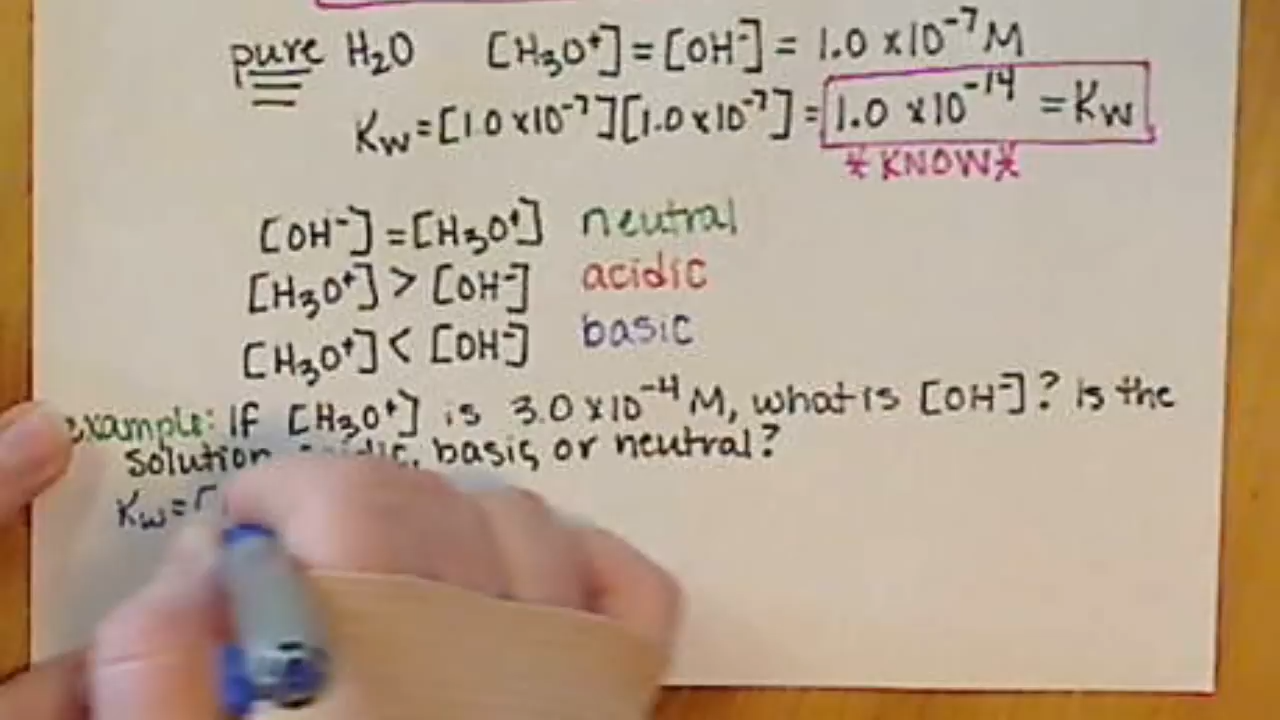 pure H₂O [H₃O⁺] = [OH⁻] = 1.0 x10⁻⁷ M
Kw = [1.0 x10⁻⁷][1.0 x10⁻⁷] = 1.0 x10⁻¹⁴ = Kw
*KNOW*
[OH⁻] = [H₃O⁺] neutral
[H₃O⁺] > [OH⁻] acidic
[H₃O⁺] < [OH⁻] basic
example: If [H₃O⁺] is 3.0 x10⁻⁴ M, what is [OH⁻]? Is the
solution acidic, basic, or neutral?
Kw = [